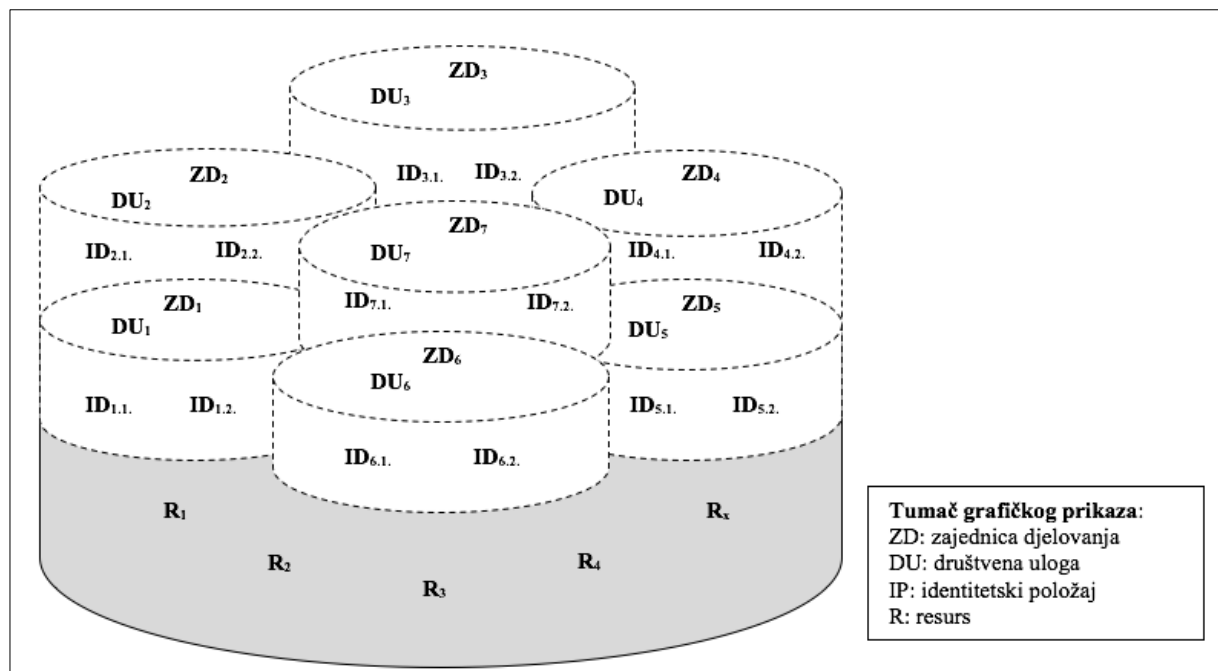 ZD₃
DU₃
ID₃.₁. ID₃.₂.
ZD₂
DU₂
ID₂.₁. ID₂.₂.
ZD₄
DU₄
ID₄.₁. ID₄.₂.
ZD₇
DU₇
ID₇.₁. ID₇.₂.
ZD₁
DU₁
ID₁.₁. ID₁.₂.
ZD₅
DU₅
ID₅.₁. ID₅.₂.
ZD₆
DU₆
ID₆.₁. ID₆.₂.
R₁
R₂
R₃
R₄
Rₓ
Tumač grafičkog prikaza:
ZD: zajednica djelovanja
DU: društvena uloga
IP: identitetski položaj
R: resurs